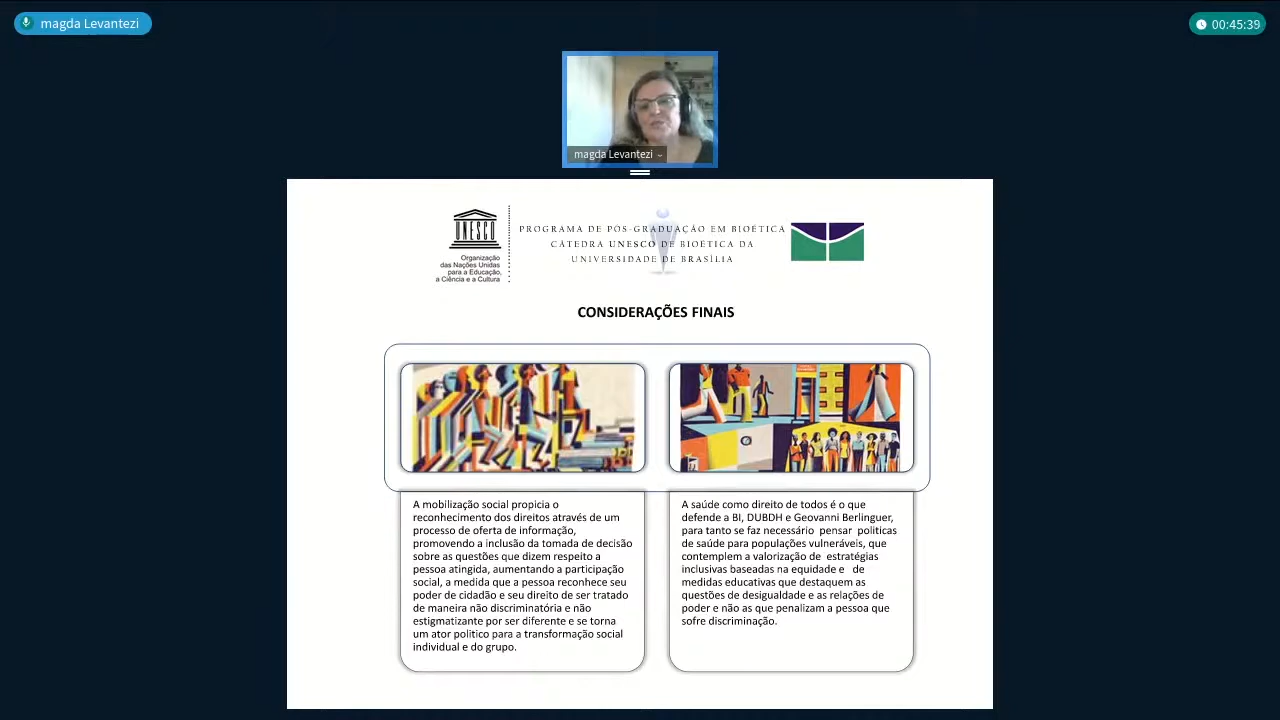 magda Levantezi
00:45:39
magda Levantezi
UNESCO
Organização
das Nações Unidas
para a Educação,
a Ciência e a Cultura
PROGRAMA DE PÓS-GRADUAÇÃO EM BIOÉTICA
CÁTEDRA UNESCO DE BIOÉTICA DA
UNIVERSIDADE DE BRASÍLIA
CONSIDERAÇÕES FINAIS
A mobilização social propicia o
reconhecimento dos direitos através de um
processo de oferta de informação,
promovendo a inclusão da tomada de decisão
sobre as questões que dizem respeito a
pessoa atingida, aumentando a participação
social, a medida que a pessoa reconhece seu
poder de cidadão e seu direito de ser tratado
de maneira não discriminatória e não
estigmatizante por ser diferente e se torna
um ator politico para a transformação social
individual e do grupo.
A saúde como direito de todos é o que
defende a BI, DUBDH e Geovanni Berlinguer,
para tanto se faz necessário pensar politicas
de saúde para populações vulneráveis, que
contemplem a valorização de estratégias
inclusivas baseadas na equidade e de
medidas educativas que destaquem as
questões de desigualdade e as relações de
poder e não as que penalizam a pessoa que
sofre discriminação.